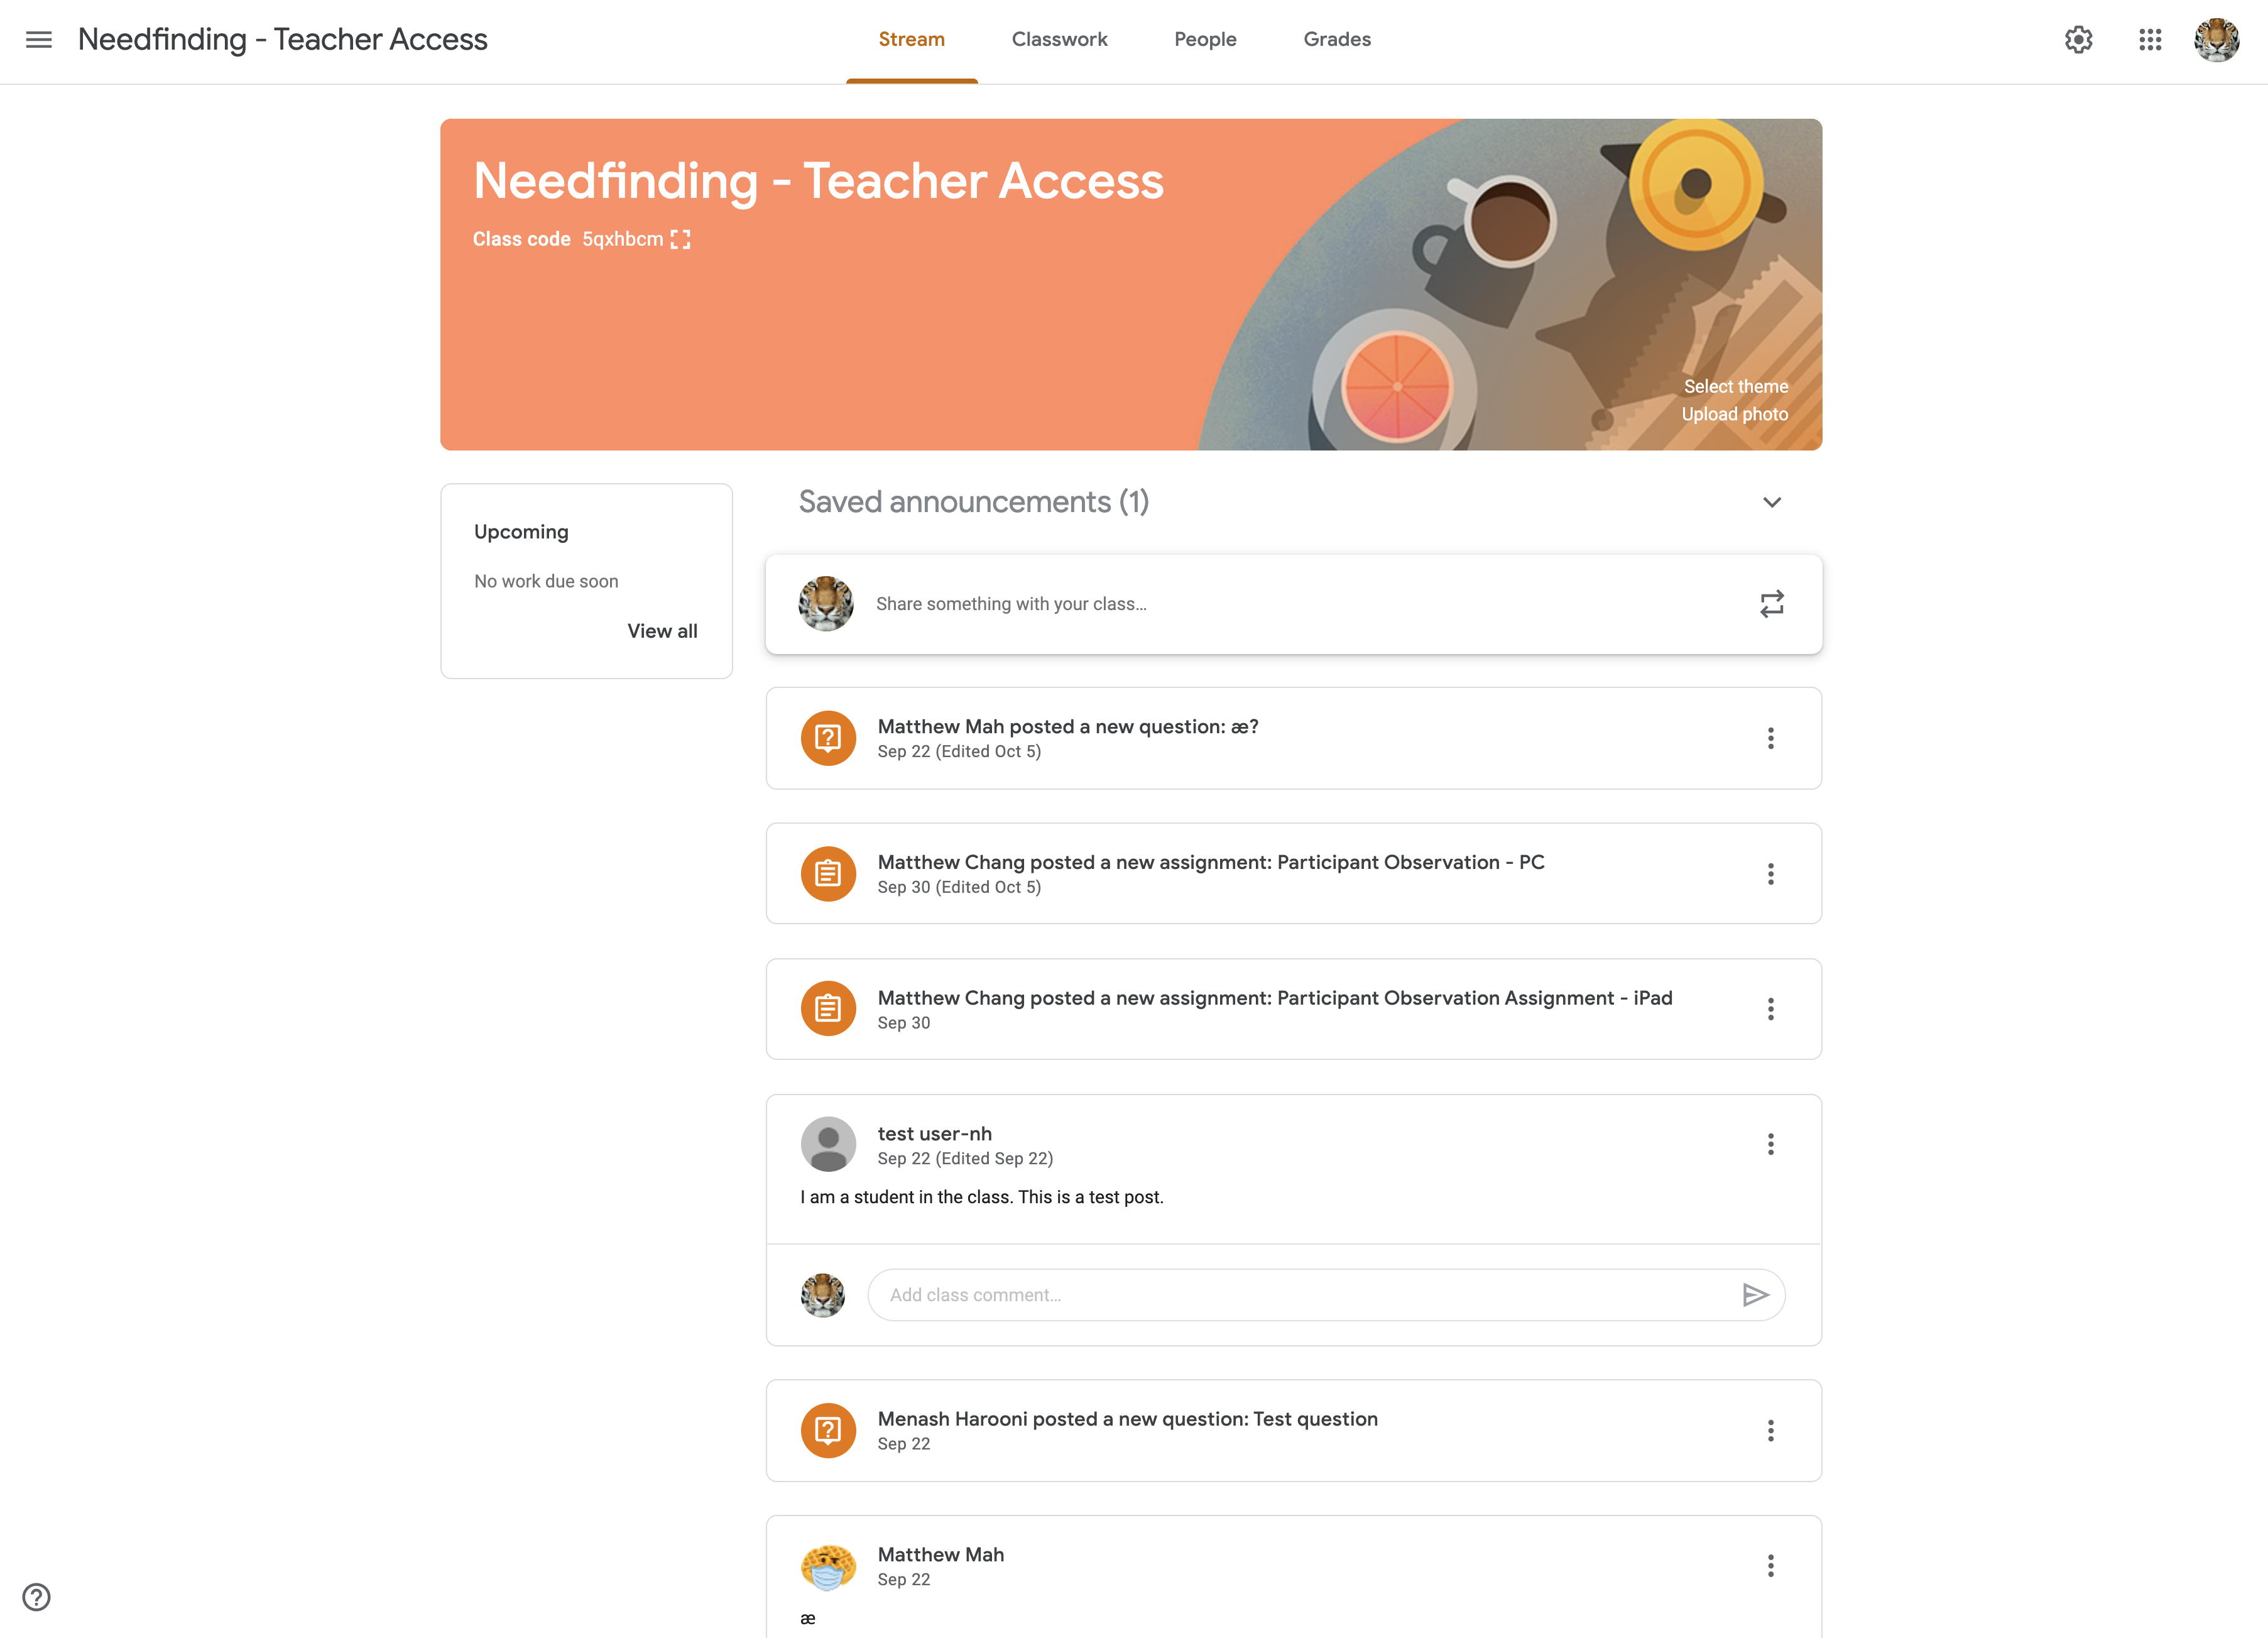 Needfinding - Teacher Access
Stream
Classwork
People
Grades
Needfinding - Teacher Access
Class code 5qxhbcm
Select theme
Upload photo
Upcoming
No work due soon
View all
Saved announcements (1)
Share something with your class...
Matthew Mah posted a new question: æ?
Sep 22 (Edited Oct 5)
Matthew Chang posted a new assignment: Participant Observation - PC
Sep 30 (Edited Oct 5)
Matthew Chang posted a new assignment: Participant Observation Assignment - iPad
Sep 30
test user-nh
Sep 22 (Edited Sep 22)
I am a student in the class. This is a test post.
Add class comment...
Menash Harooni posted a new question: Test question
Sep 22
Matthew Mah
Sep 22
æ